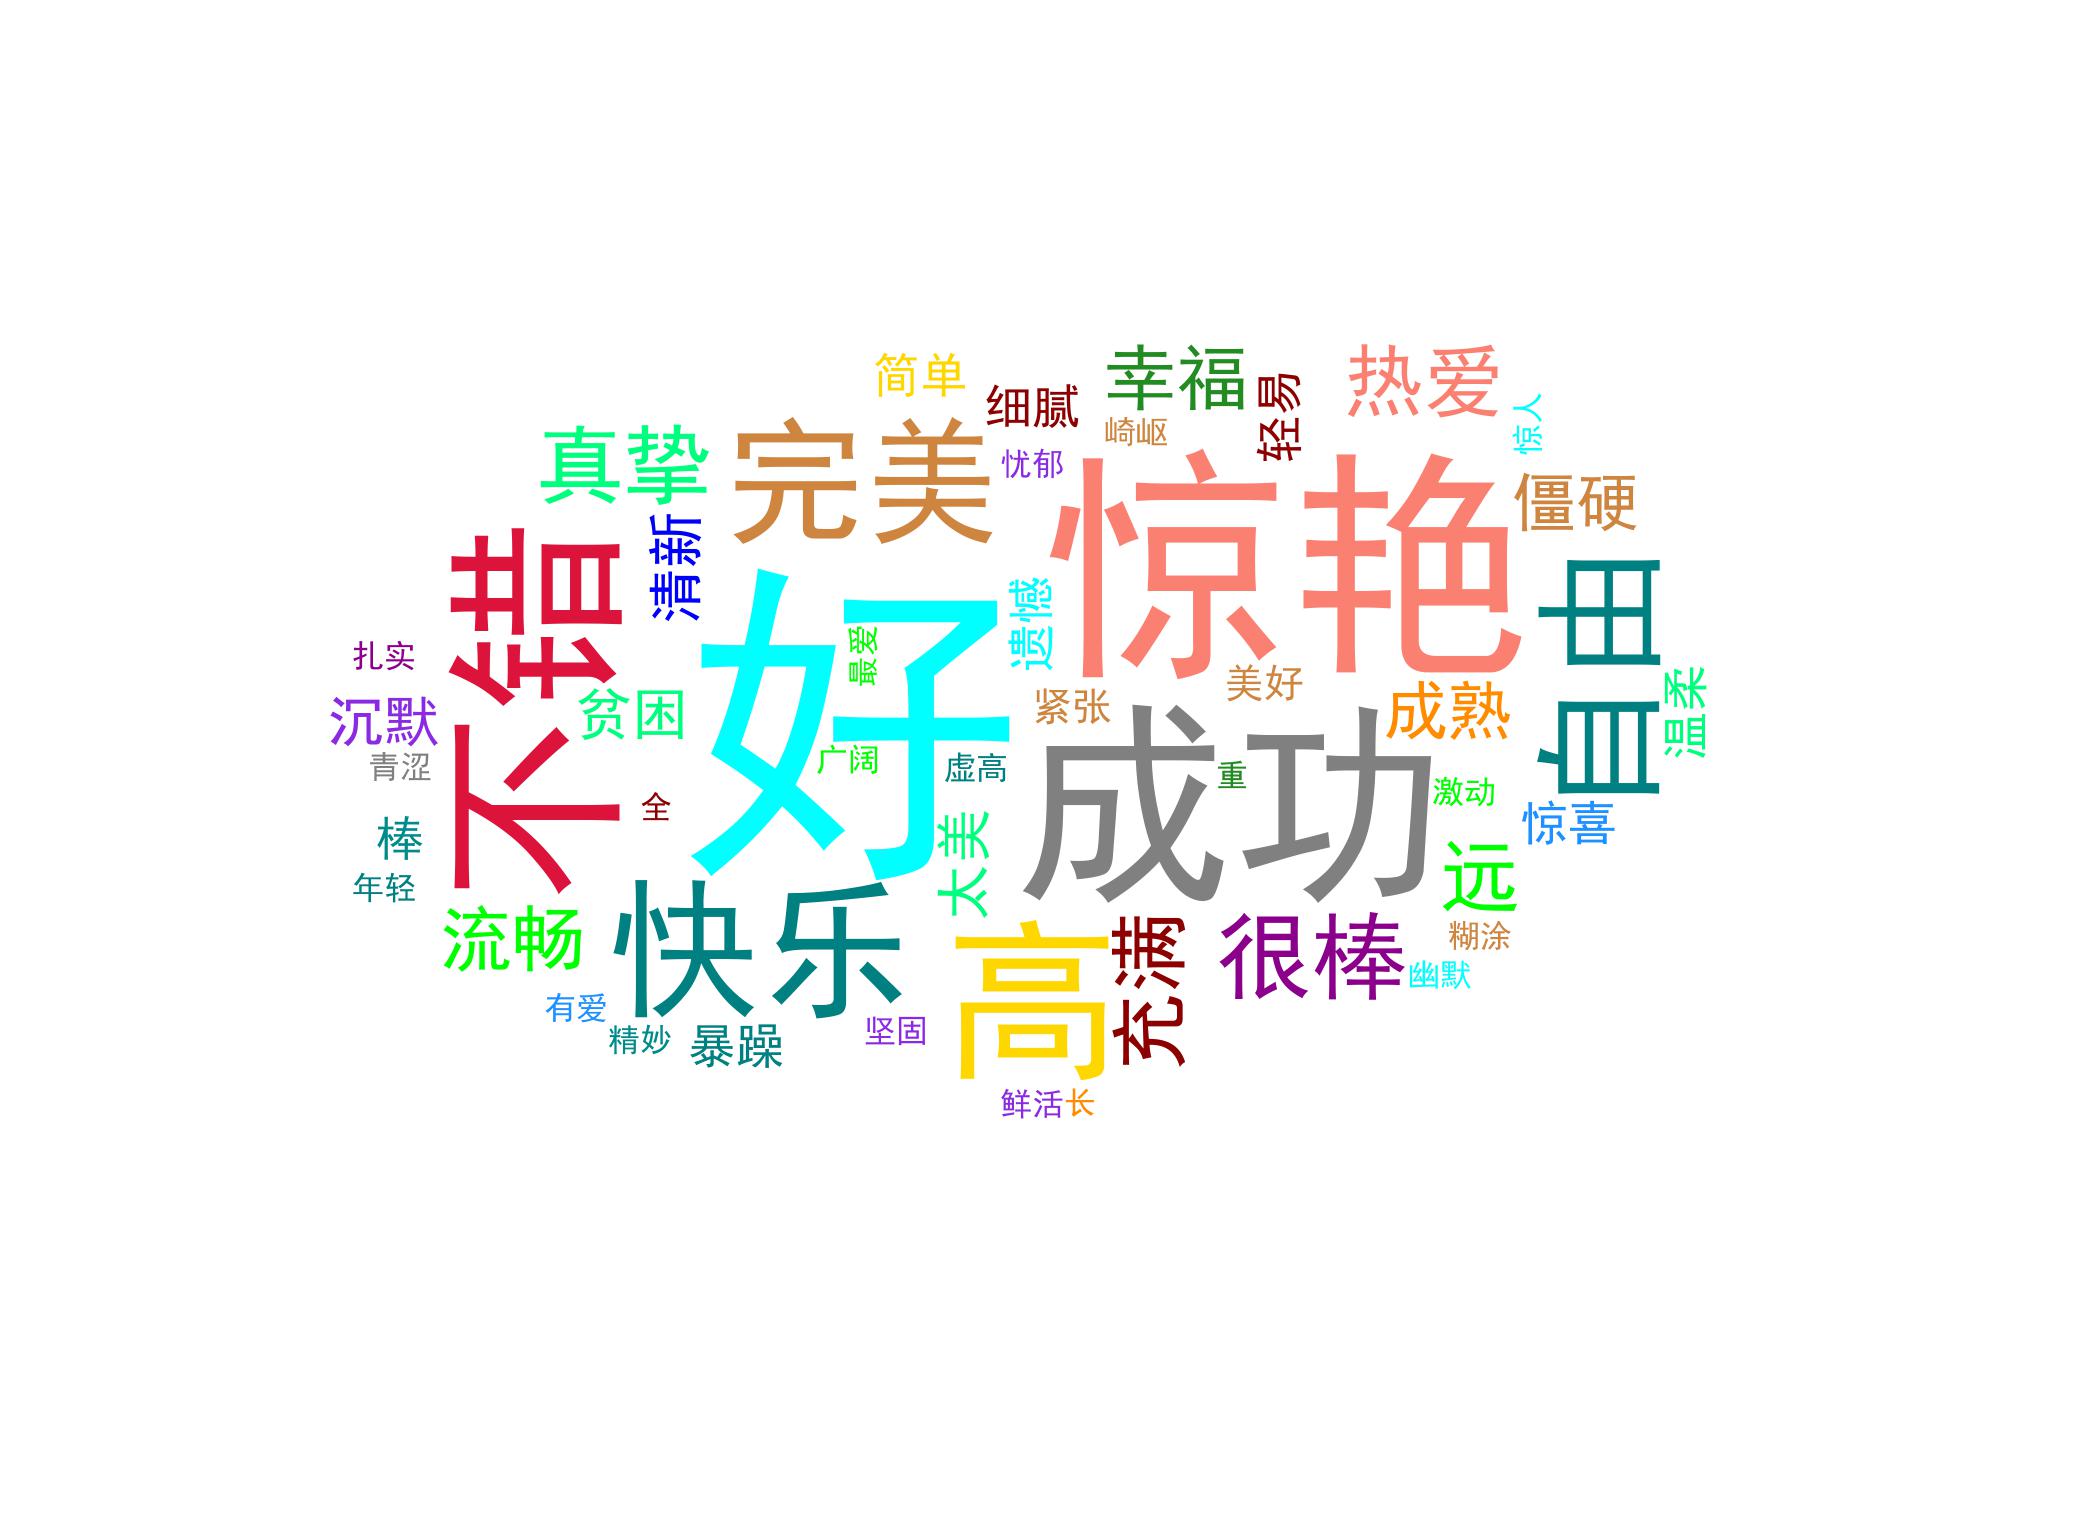 简单
细腻
幸福
轻易
热爱
惊人
真挚
完美
忧郁
崎岖
惊艳
僵硬
清新
不错
好
最爱
遗憾
自由
扎实
沉默
贫困
紧张
美好
成熟
温柔
青涩
广阔
虚高
成功
重
激动
全
棒
太美
惊喜
远
年轻
流畅
快乐
高
充满
很棒
糊涂
幽默
有爱
精妙
暴躁
坚固
鲜活
长